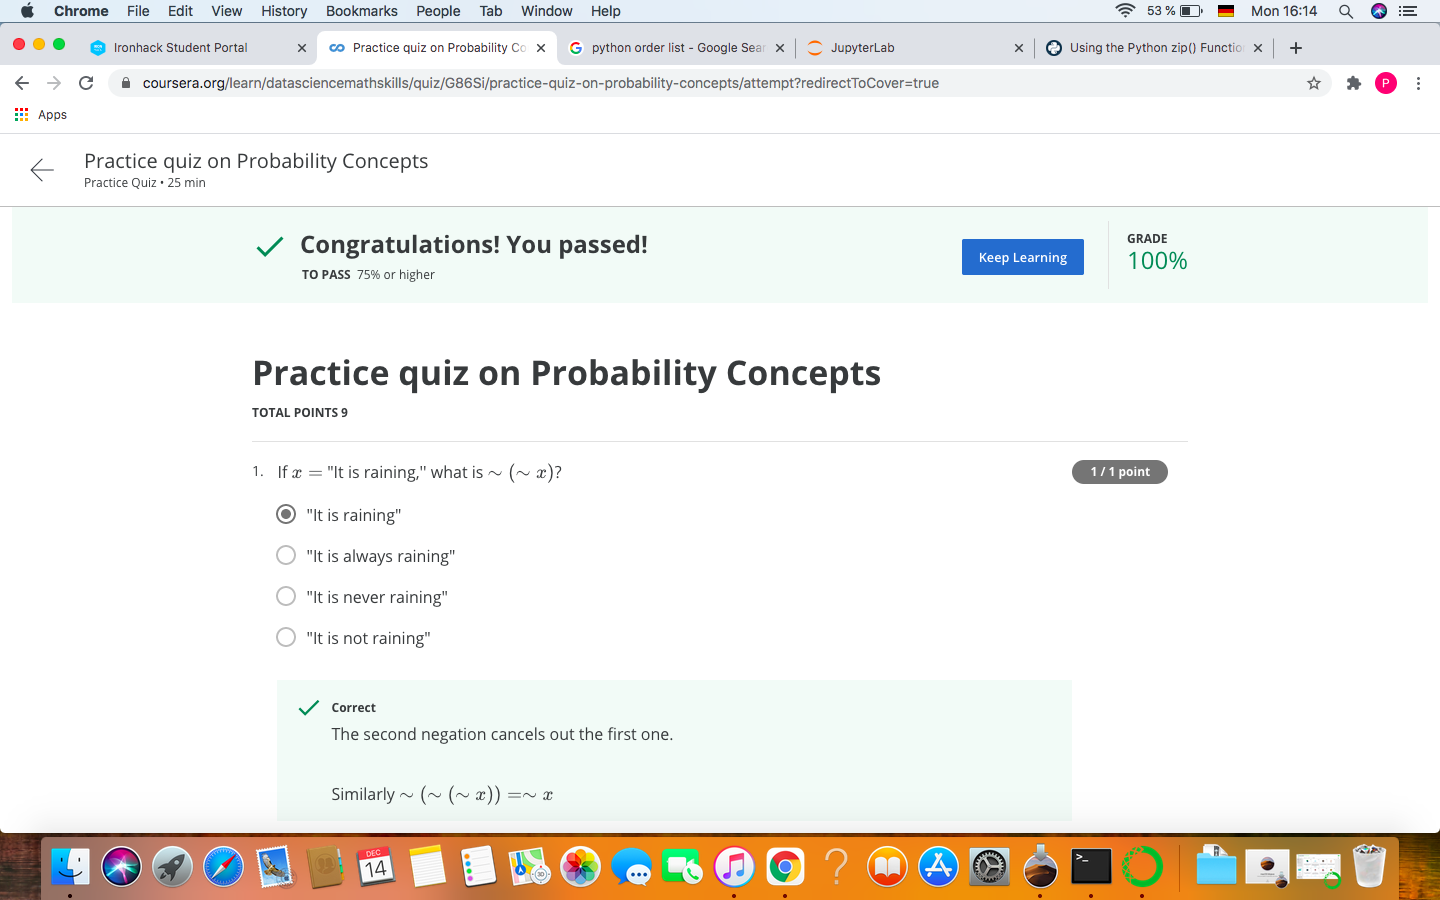 Chrome File Edit View History Bookmarks People Tab Window Help 53 % Mon 16:14
Ironhack Student Portal Practice quiz on Probability Co python order list - Google Sear JupyterLab Using the Python zip() Functio
coursera.org/learn/datasciencemathskills/quiz/G86Si/practice-quiz-on-probability-concepts/attempt?redirectToCover=true P
Apps
Practice quiz on Probability Concepts
Practice Quiz • 25 min
Congratulations! You passed!
TO PASS 75% or higher
Keep Learning
GRADE
100%
Practice quiz on Probability Concepts
TOTAL POINTS 9
1. If x = "It is raining," what is ∼ (∼ x)?
1 / 1 point
"It is raining"
"It is always raining"
"It is never raining"
"It is not raining"
Correct
The second negation cancels out the first one.
Similarly ∼ (∼ (∼ x)) =∼ x
DEC
14
>_